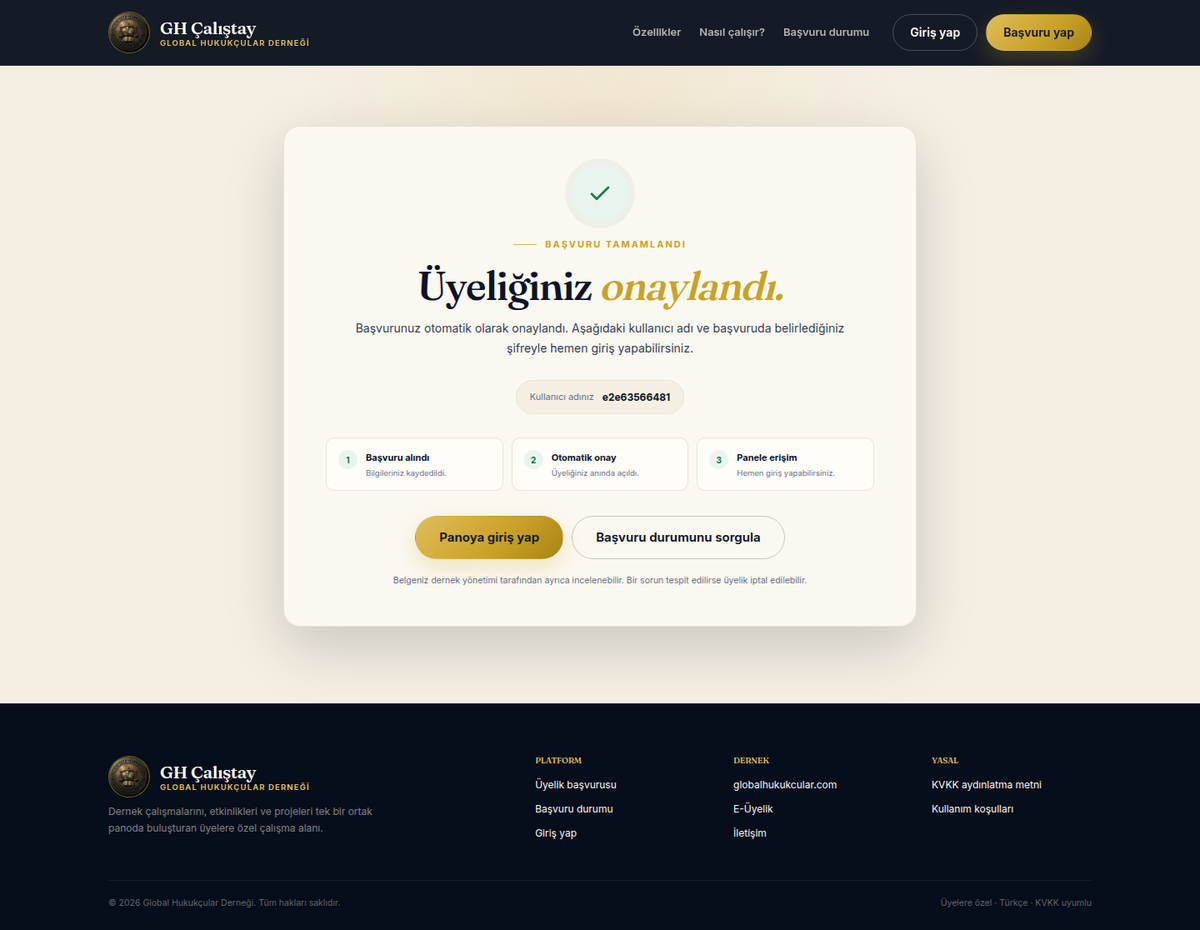 GH Çalıştay
GLOBAL HUKUKÇULAR DERNEĞİ
Özellikler
Nasıl çalışır?
Başvuru durumu
Giriş yap
Başvuru yap
BAŞVURU TAMAMLANDI
Üyeliğiniz onaylandı.
Başvurunuz otomatik olarak onaylandı. Aşağıdaki kullanıcı adı ve başvuruda belirlediğiniz
şifreyle hemen giriş yapabilirsiniz.
Kullanıcı adınız e2e63566481
1
Başvuru alındı
Bilgileriniz kaydedildi.
2
Otomatik onay
Üyeliğiniz anında açıldı.
3
Panele erişim
Hemen giriş yapabilirsiniz.
Panoya giriş yap
Başvuru durumunu sorgula
Belgeniz dernek yönetimi tarafından ayrıca incelenebilir. Bir sorun tespit edilirse üyelik iptal edilebilir.
GH Çalıştay
GLOBAL HUKUKÇULAR DERNEĞİ
Dernek çalışmalarını, etkinlikleri ve projeleri tek bir ortak
panoda buluşturan üyelere özel çalışma alanı.
PLATFORM
Üyelik başvurusu
Başvuru durumu
Giriş yap
DERNEK
globalhukukcular.com
E-Üyelik
İletişim
YASAL
KVKK aydınlatma metni
Kullanım koşulları
© 2026 Global Hukukçular Derneği. Tüm hakları saklıdır.
Üyelere özel · Türkçe · KVKK uyumlu